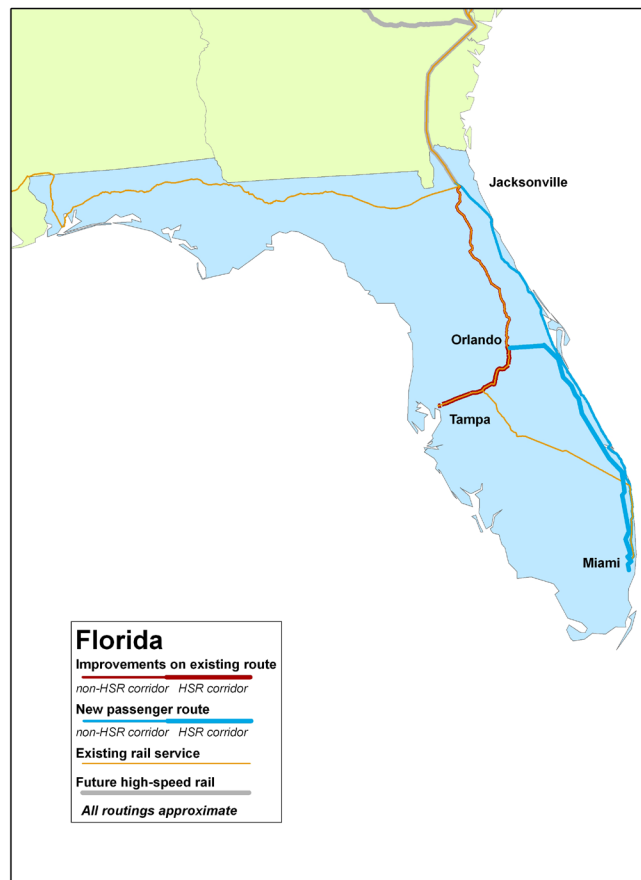 Jacksonville
Orlando
Tampa
Miami
Florida
Improvements on existing route
non-HSR corridor HSR corridor
New passenger route
non-HSR corridor HSR corridor
Existing rail service
Future high-speed rail
All routings approximate